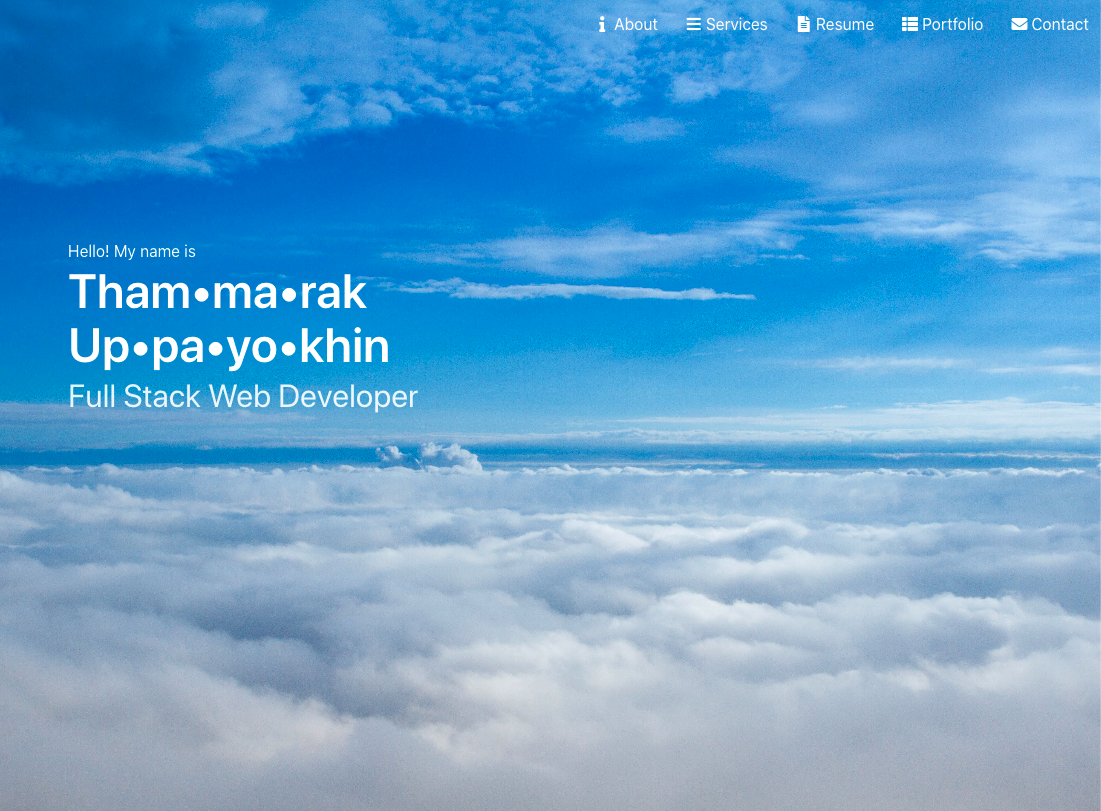 About Services Resume Portfolio Contact
Hello! My name is
Tham•ma•rak
Up•pa•yo•khin
Full Stack Web Developer